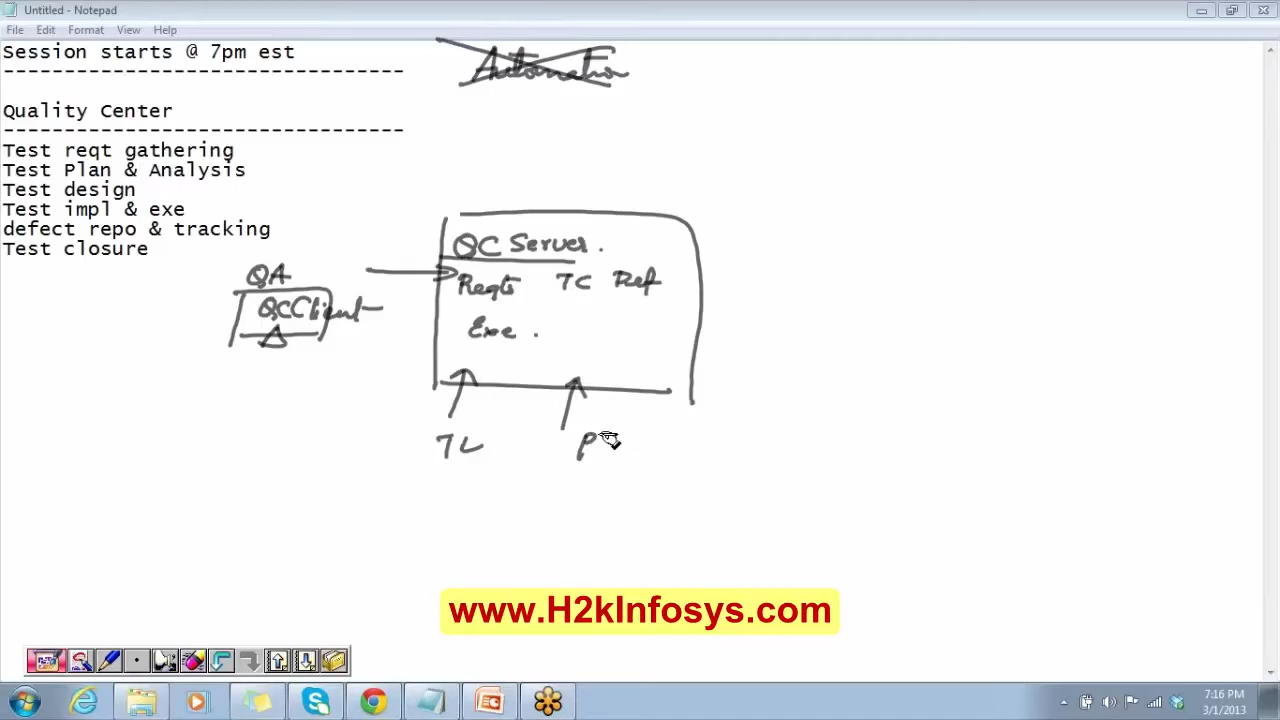 Untitled - Notepad
File Edit Format View Help
Session starts @ 7pm est
--------------------------------
Quality Center
--------------------------------
Test reqt gathering
Test Plan & Analysis
Test design
Test impl & exe
defect repo & tracking
Test closure
Automation
QC Server.
Reqts TC Def
Exe.
QA
QCClient
TL P
www.H2kInfosys.com
7:16 PM
3/1/2013